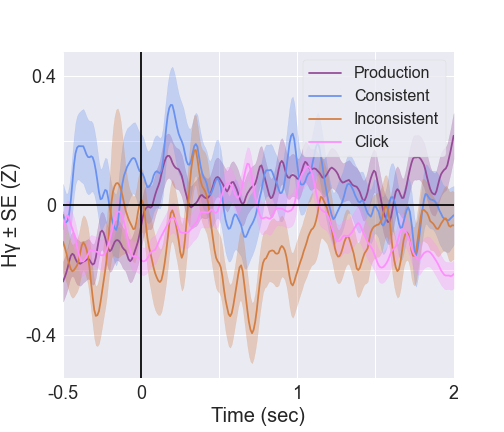 Production
Consistent
Inconsistent
Click
0.4
0
-0.4
Hγ ± SE (Z)
-0.5 0 1 2
Time (sec)